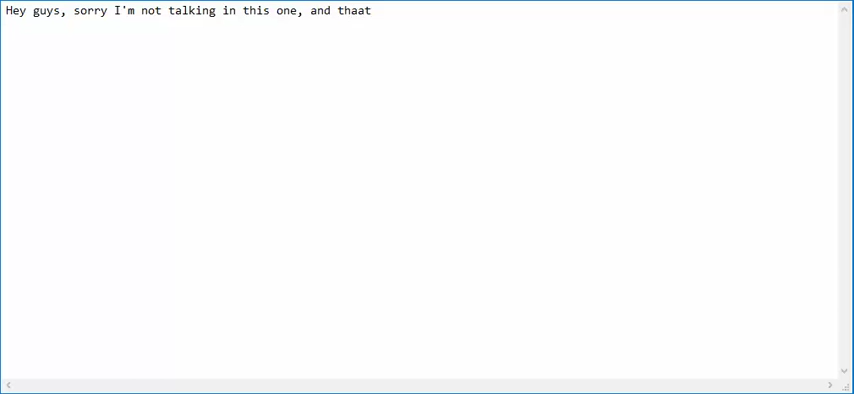 Hey guys, sorry I'm not talking in this one, and thaat